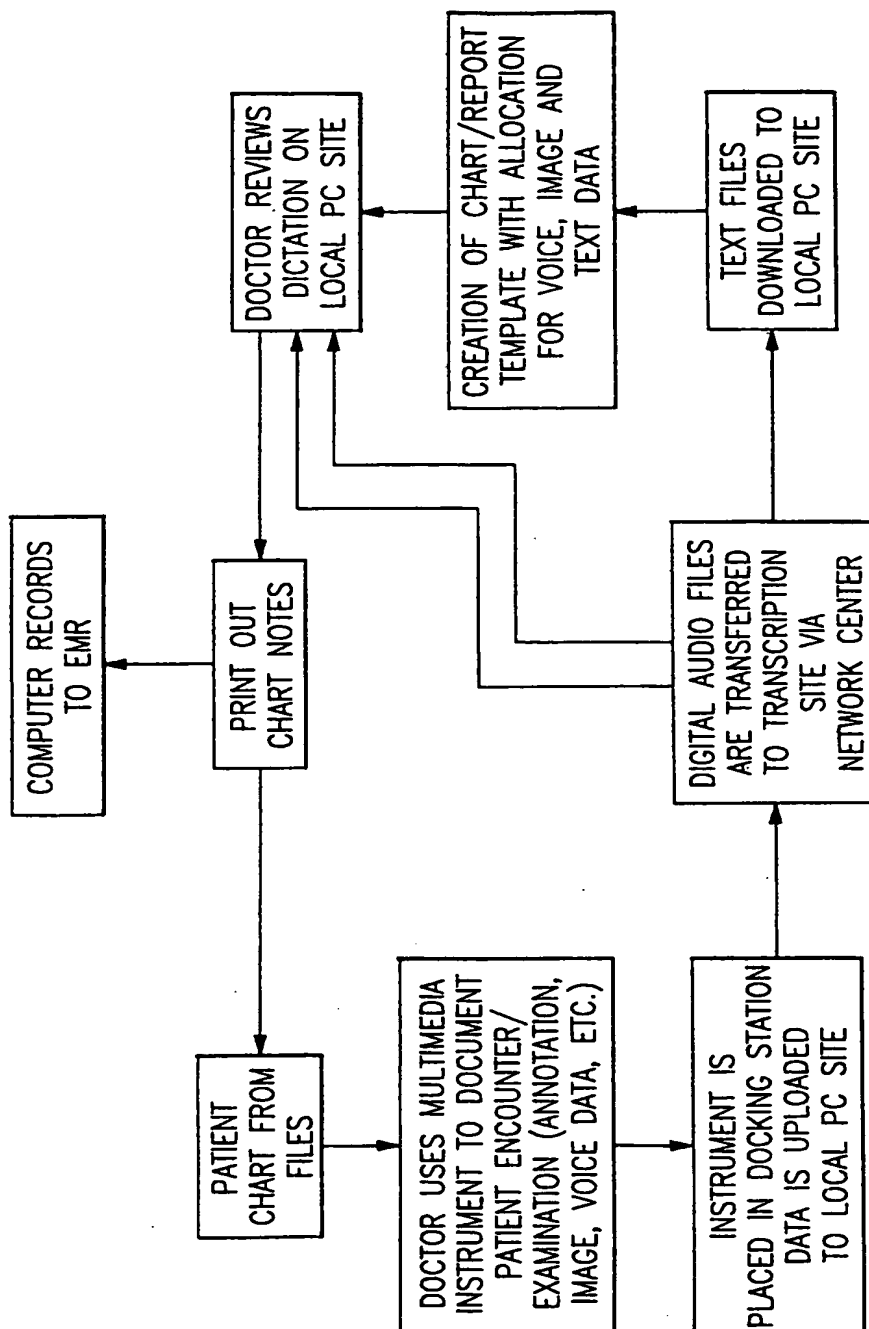 COMPUTER RECORDS
TO EMR
PATIENT
CHART FROM
FILES
PRINT OUT
CHART NOTES
DOCTOR REVIEWS
DICTATION ON
LOCAL PC SITE
DOCTOR USES MULTIMEDIA
INSTRUMENT TO DOCUMENT
PATIENT ENCOUNTER/
EXAMINATION (ANNOTATION,
IMAGE, VOICE DATA, ETC.)
CREATION OF CHART/REPORT
TEMPLATE WITH ALLOCATION
FOR VOICE, IMAGE AND
TEXT DATA
INSTRUMENT IS
PLACED IN DOCKING STATION
DATA IS UPLOADED
TO LOCAL PC SITE
DIGITAL AUDIO FILES
ARE TRANSFERRED
TO TRANSCRIPTION
SITE VIA
NETWORK CENTER
TEXT FILES
DOWNLOADED TO
LOCAL PC SITE